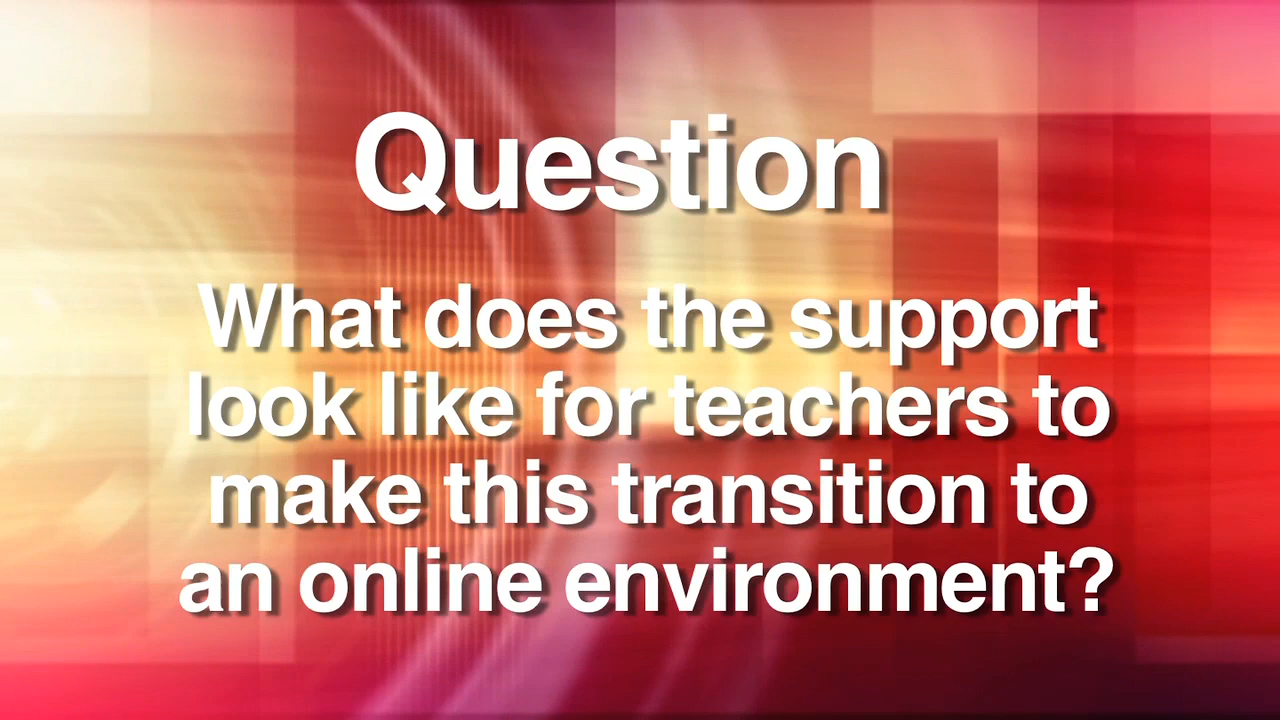 Question
What does the support
look like for teachers to
make this transition to
an online environment?